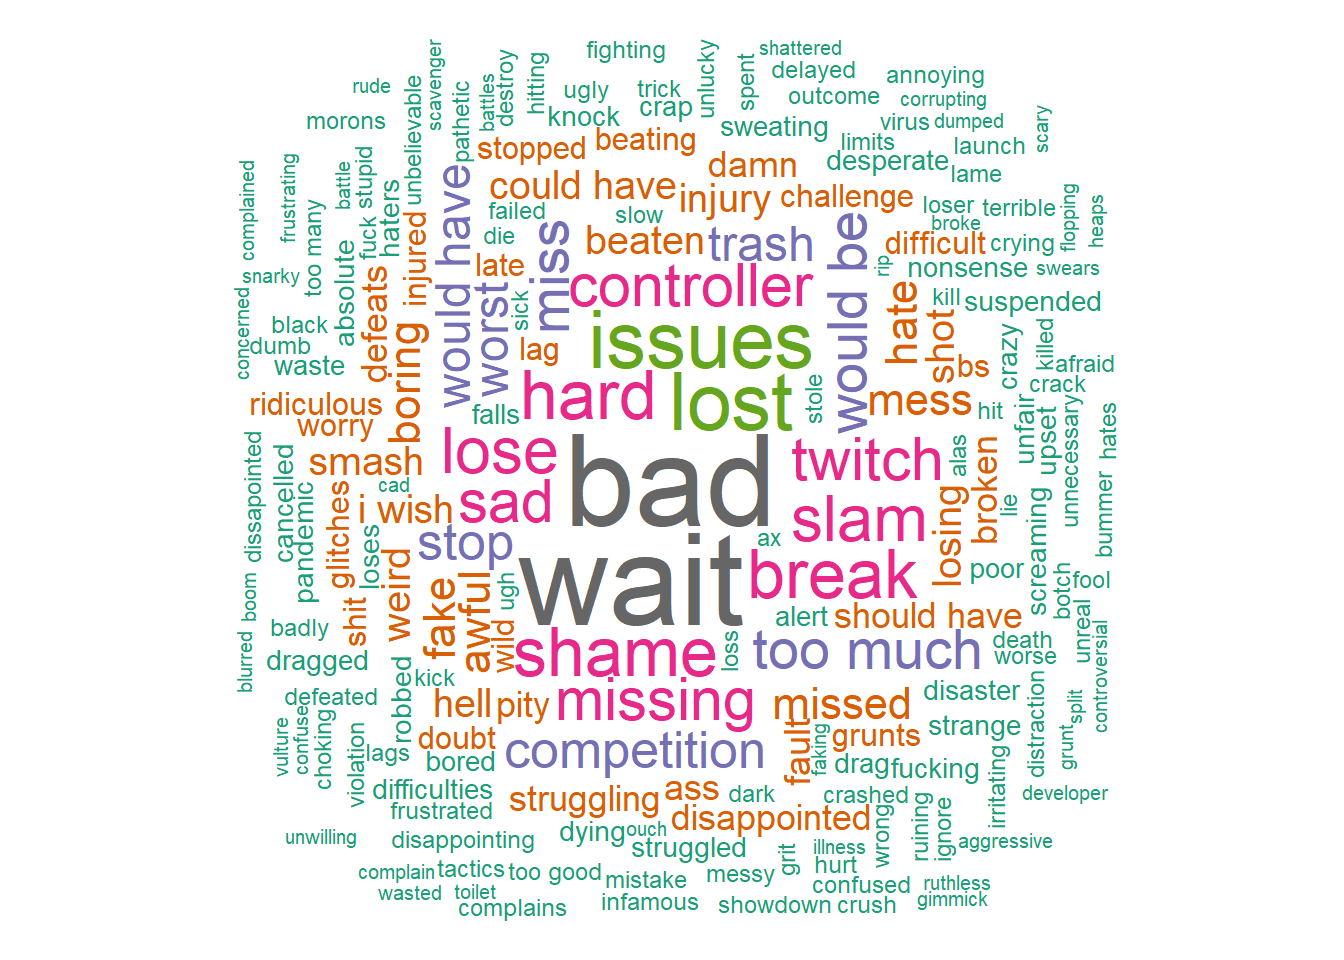 fighting
shattered
rude
scavenger
ugly
trick
delayed
annoying
morons
unbelievable
pathetic
battles
destroy
hitting
knock
crap
unlucky
spent
outcome
corrupting
virus
dumped
scary
stopped
beating
sweating
limits
launch
complained
frustrating
battle
stupid
could have
damn
desperate
lame
injury
challenge
too many
fuck
haters
would have
failed
slow
die
miss
beaten
trash
would be
loser
terrible
broke
flopping
heaps
difficult
crying
snarky
absolute
injured
late
controller
rip
nonsense
swears
concerned
black
defeats
worst
sick
issues
hate
kill
suspended
dumb
waste
boring
lag
shot
bs
crazy
killed
afraid
crack
ridiculous
falls
hard
lost
stole
mess
hit
worry
unfair
upset
unnecessary
hates
dissapointed
cancelled
smash
lose
bad
twitch
alas
cad
pandemic
glitches
i wish
sad
slam
losing
broken
lie
bummer
loses
stop
wait
ax
break
poor
screaming
boom
blurred
shit
weird
fake
awful
ugh
botch
fool
badly
wild
alert
should have
unreal
dragged
shame
loss
too much
death
worse
controversial
robbed
kick
defeated
hell
pity
missing
missed
disaster
strange
distraction
split
vulture
confuse
choking
violation
lags
doubt
bored
competition
fault
faking
grunts
grunt
drag
fucking
difficulties
struggling
ass
dark
crashed
irritating
developer
frustrated
disappointed
unwilling
disappointing
dying
ouch
struggled
illness
wrong
ruining
ignore
aggressive
grit
hurt
complain
tactics
too good
mistake
messy
confused
ruthless
wasted
toilet
complains
infamous
showdown
crush
gimmick